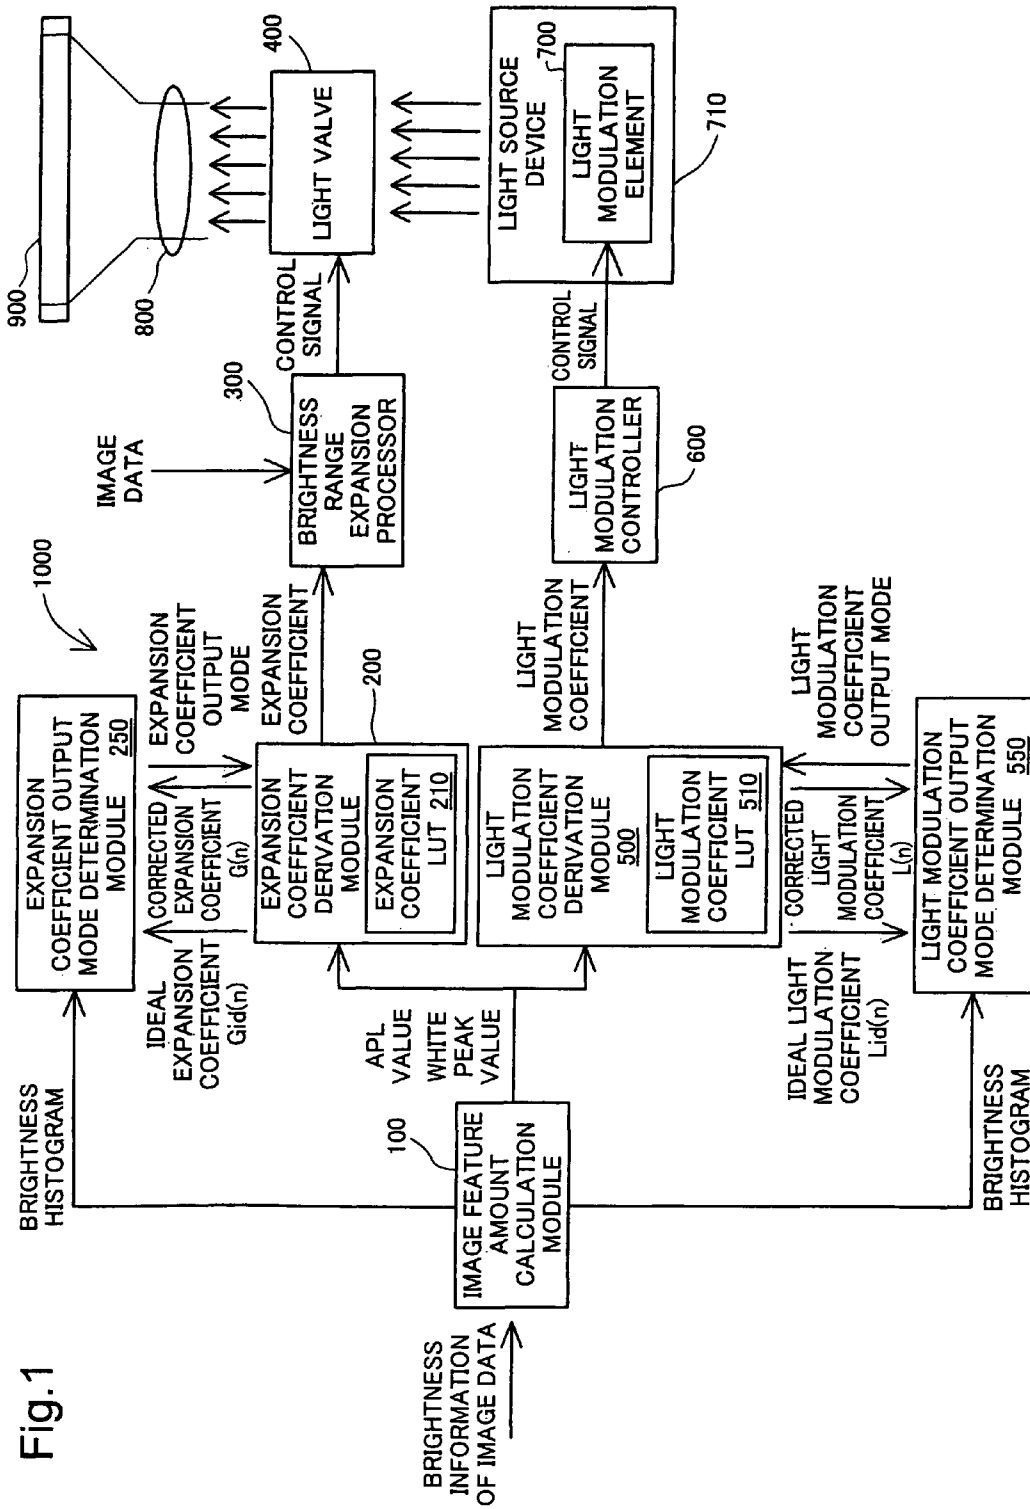 Fig.1
1000
BRIGHTNESS
INFORMATION
OF IMAGE DATA
100
IMAGE FEATURE
AMOUNT
CALCULATION
MODULE
BRIGHTNESS
HISTOGRAM
BRIGHTNESS
HISTOGRAM
APL
VALUE
WHITE
PEAK
VALUE
EXPANSION
COEFFICIENT OUTPUT
MODE DETERMINATION
MODULE 250
IDEAL
EXPANSION
COEFFICIENT
Gid(n)
CORRECTED
EXPANSION
COEFFICIENT
G(n)
EXPANSION
COEFFICIENT
OUTPUT
MODE
200
EXPANSION
COEFFICIENT
DERIVATION
MODULE
EXPANSION
COEFFICIENT
LUT 210
EXPANSION
COEFFICIENT
IMAGE
DATA
300
BRIGHTNESS
RANGE
EXPANSION
PROCESSOR
CONTROL
SIGNAL
400
LIGHT VALVE
800
900
LIGHT
MODULATION
COEFFICIENT
DERIVATION
MODULE
500
LIGHT
MODULATION
COEFFICIENT
LUT 510
LIGHT
MODULATION
COEFFICIENT
LIGHT
MODULATION
CONTROLLER
600
CONTROL
SIGNAL
LIGHT SOURCE
DEVICE
700
LIGHT
MODULATION
ELEMENT
710
IDEAL LIGHT
MODULATION
COEFFICIENT
Lid(n)
CORRECTED
LIGHT
MODULATION
COEFFICIENT
L(n)
LIGHT
MODULATION
COEFFICIENT
OUTPUT MODE
LIGHT MODULATION
COEFFICIENT OUTPUT
MODE DETERMINATION
MODULE 550